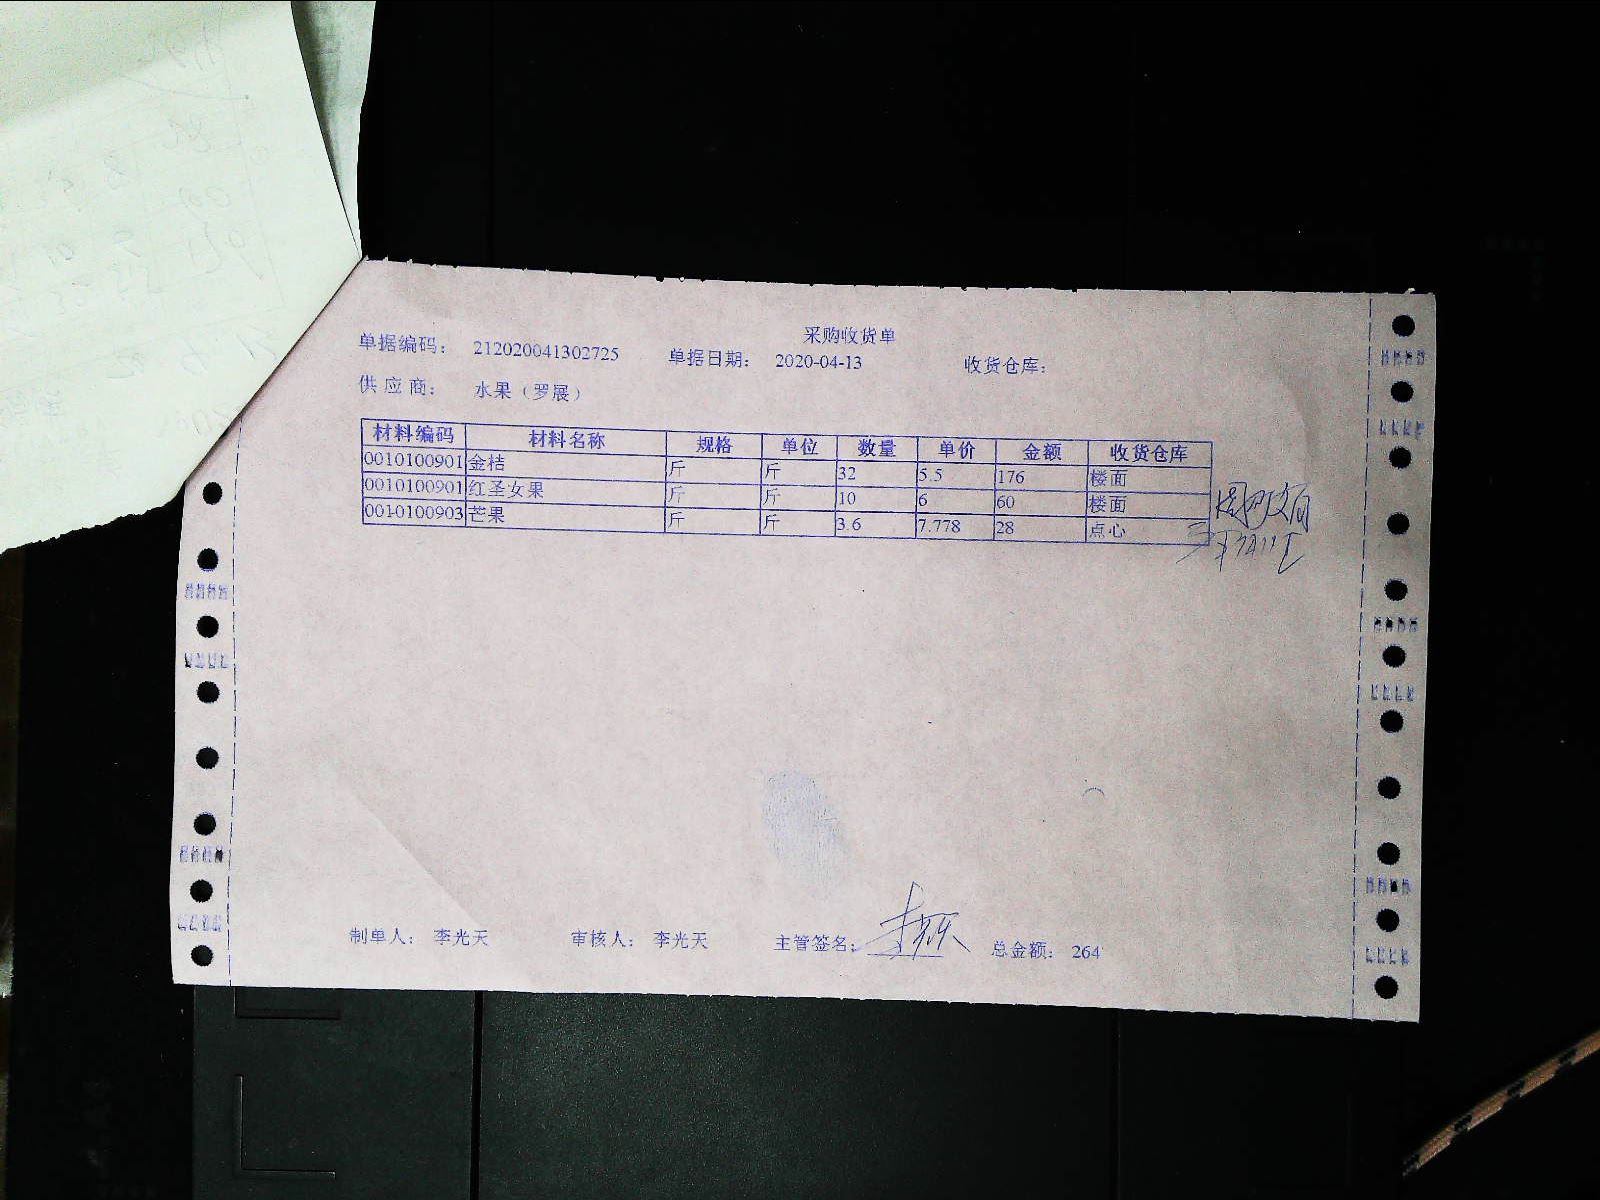 采购收货单
单据编码： 212020041302725 单据日期： 2020-04-13 收货仓库：
供 应 商： 水果（罗展）
材料编码 材料名称 规格 单位 数量 单价 金额 收货仓库
0010100901 金桔 斤 斤 32 5.5 176 楼面
0010100901 红圣女果 斤 斤 10 6 60 楼面
0010100903 芒果 斤 斤 3.6 7.778 28 点心
制单人： 李光天 审核人： 李光天 主管签名： 总金额： 264